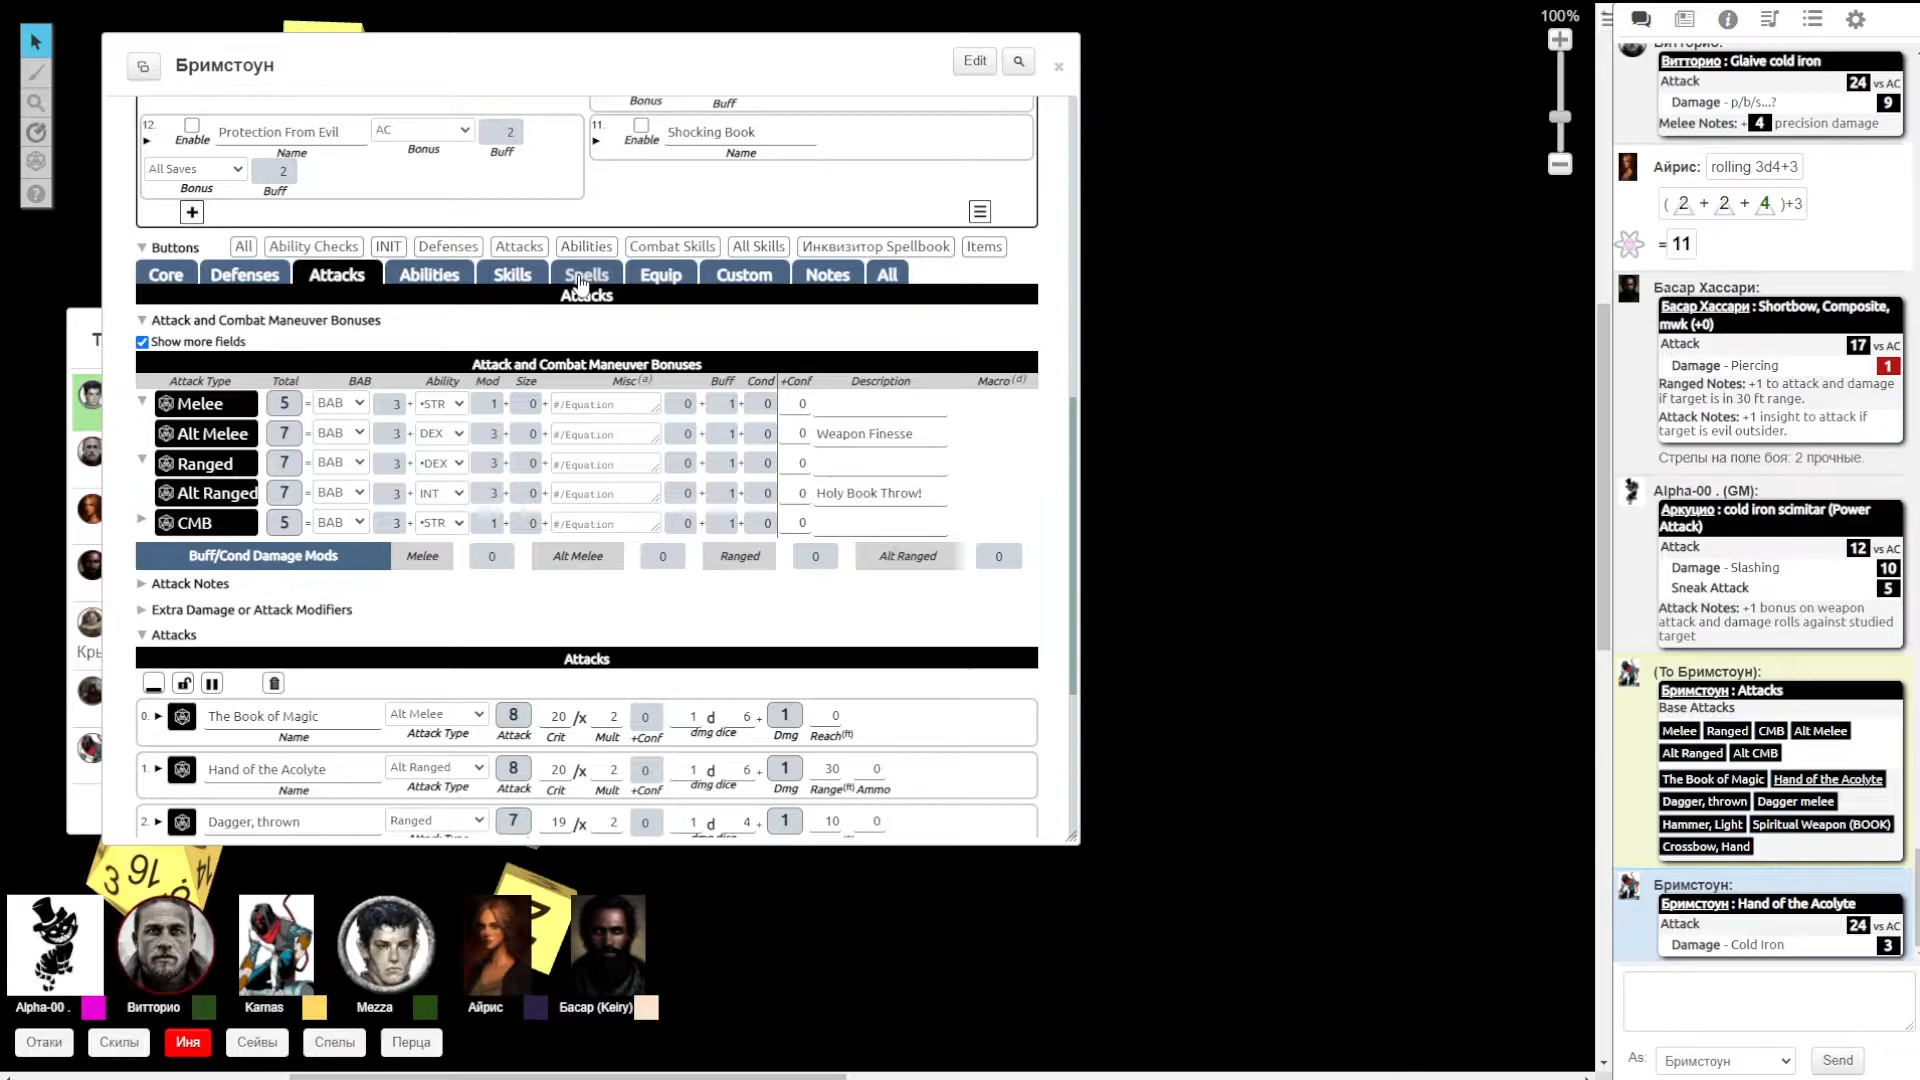 Бримстоун
Edit
Bonus
Buff
12.
Enable
Protection From Evil
Name
AC
Bonus
2
Buff
All Saves
Bonus
2
Buff
11.
Enable
Shocking Book
Name
Buttons
All
Ability Checks
INIT
Defenses
Attacks
Abilities
Combat Skills
All Skills
Инквизитор Spellbook
Items
Core
Defenses
Attacks
Abilities
Skills
Spells
Equip
Custom
Notes
All
Attacks
Attack and Combat Maneuver Bonuses
Show more fields
Attack and Combat Maneuver Bonuses
Attack Type Total BAB Ability Mod Size Misc(a) Buff Cond +Conf Description Macro(d)
Melee 5 = BAB 3 + •STR 1 + 0 + #/Equation 0 + 1 + 0 0
Alt Melee 7 = BAB 3 + DEX 3 + 0 + #/Equation 0 + 1 + 0 0 Weapon Finesse
Ranged 7 = BAB 3 + •DEX 3 + 0 + #/Equation 0 + 1 + 0 0
Alt Ranged 7 = BAB 3 + INT 3 + 0 + #/Equation 0 + 1 + 0 0 Holy Book Throw!
CMB 5 = BAB 3 + •STR 1 + 0 + #/Equation 0 + 1 + 0 0
Buff/Cond Damage Mods Melee 0 Alt Melee 0 Ranged 0 Alt Ranged 0
Attack Notes
Extra Damage or Attack Modifiers
Attacks
Attacks
0. The Book of Magic Alt Melee 8 20 /x 2 0 1 d 6 + 1 0
Name Attack Type Attack Crit Mult +Conf dmg dice Dmg Reach(ft)
1. Hand of the Acolyte Alt Ranged 8 20 /x 2 0 1 d 6 + 1 30 0
Name Attack Type Attack Crit Mult +Conf dmg dice Dmg Range(ft) Ammo
2. Dagger, thrown Ranged 7 19 /x 2 0 1 d 4 + 1 10 0
Т
Кры
3 16 14
Alpha-00 .
Витторио
Karnas
Mezza
Айрис
Басар (Keiry)
Отаки
Скилы
Иня
Сейвы
Спелы
Перца
100%
Витторио:
Витторио : Glaive cold iron
Attack 24 vs AC
Damage - p/b/s...? 9
Melee Notes: + 4 precision damage
Айрис: rolling 3d4+3
( 2 + 2 + 4 )+3
= 11
Басар Хассари:
Басар Хассари : Shortbow, Composite,
mwk (+0)
Attack 17 vs AC
Damage - Piercing 1
Ranged Notes: +1 to attack and damage
if target is in 30 ft range.
Attack Notes: +1 insight to attack if
target is evil outsider.
Стрелы на поле боя: 2 прочные.
Alpha-00 . (GM):
Аркуцио : cold iron scimitar (Power
Attack)
Attack 12 vs AC
Damage - Slashing 10
Sneak Attack 5
Attack Notes: +1 bonus on weapon
attack and damage rolls against studied
target
(To Бримстоун):
Бримстоун : Attacks
Base Attacks
Melee Ranged CMB Alt Melee
Alt Ranged Alt CMB
The Book of Magic Hand of the Acolyte
Dagger, thrown Dagger melee
Hammer, Light Spiritual Weapon (BOOK)
Crossbow, Hand
Бримстоун:
Бримстоун : Hand of the Acolyte
Attack 24 vs AC
Damage - Cold Iron 3
As: Бримстоун Send